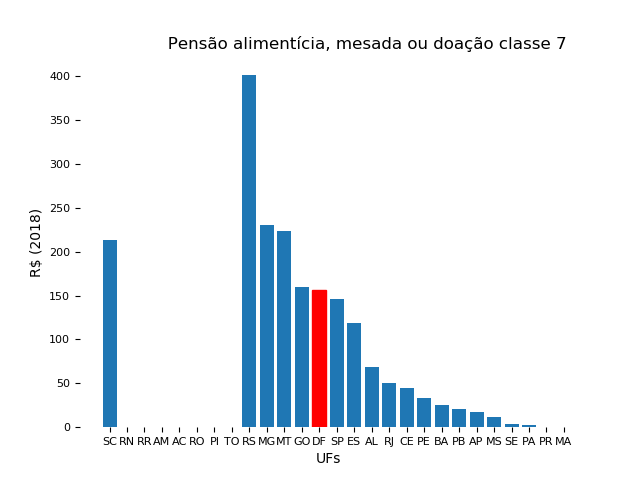 Pensão alimentícia, mesada ou doação classe 7
400
350
300
250
200
150
100
50
0
R$ (2018)
SC RN RR AM AC RO PI TO RS MG MT GO DF SP ES AL RJ CE PE BA PB AP MS SE PA PR MA
UFs